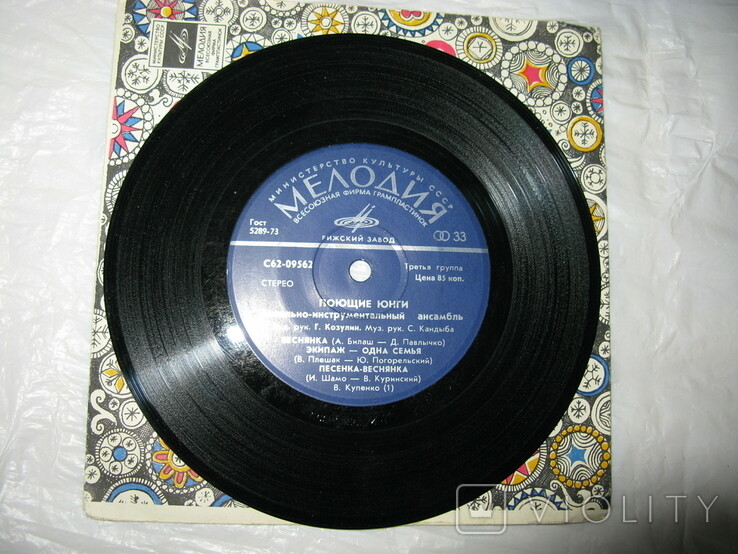 МЕЛОДИЯ
МИНИСТЕРСТВО КУЛЬТУРЫ СССР
МЕЛОДИЯ
ВСЕСОЮЗНАЯ ФИРМА ГРАМПЛАСТИНОК
Гост
5289-73
33
РИЖСКИЙ ЗАВОД
С62-09562
Третья группа
СТЕРЕО
Цена 85 коп.
ПОЮЩИЕ ЮНГИ
ансамбль
рук. Г. Козулин. Муз. рук. С. Кандыба
ВЕСНЯНКА (А. Билаш — Д. Павлычко)
ЭКИПАЖ — ОДНА СЕМЬЯ
(В. Плешак — Ю. Погорельский)
ПЕСЕНКА-ВЕСНЯНКА
(И. Шамо — В. Куринский)
В. Купенко (1)
VIOLITY